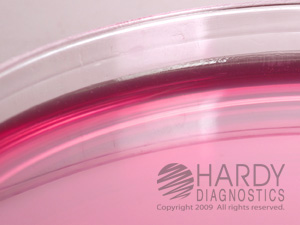 HARDY
DIAGNOSTICS
Copyright 2009 All rights reserved.